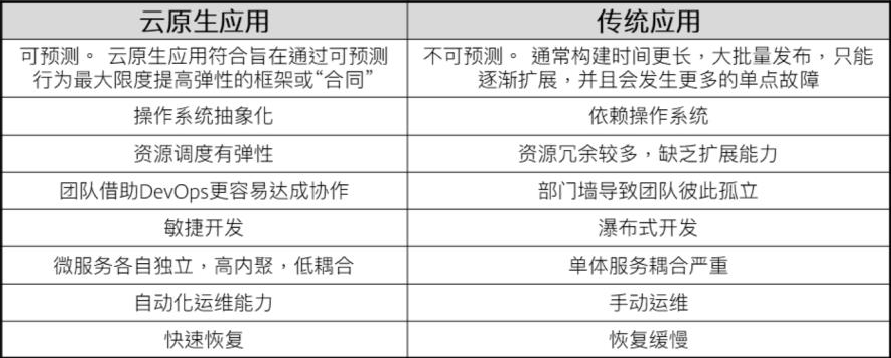 云原生应用 传统应用
可预测。 云原生应用符合旨在通过可预测 不可预测。 通常构建时间更长，大批量发布，只能
行为最大限度提高弹性的框架或“合同” 逐渐扩展，并且会发生更多的单点故障
操作系统抽象化 依赖操作系统
资源调度有弹性 资源冗余较多，缺乏扩展能力
团队借助DevOps更容易达成协作 部门墙导致团队彼此孤立
敏捷开发 瀑布式开发
微服务各自独立，高内聚，低耦合 单体服务耦合严重
自动化运维能力 手动运维
快速恢复 恢复缓慢